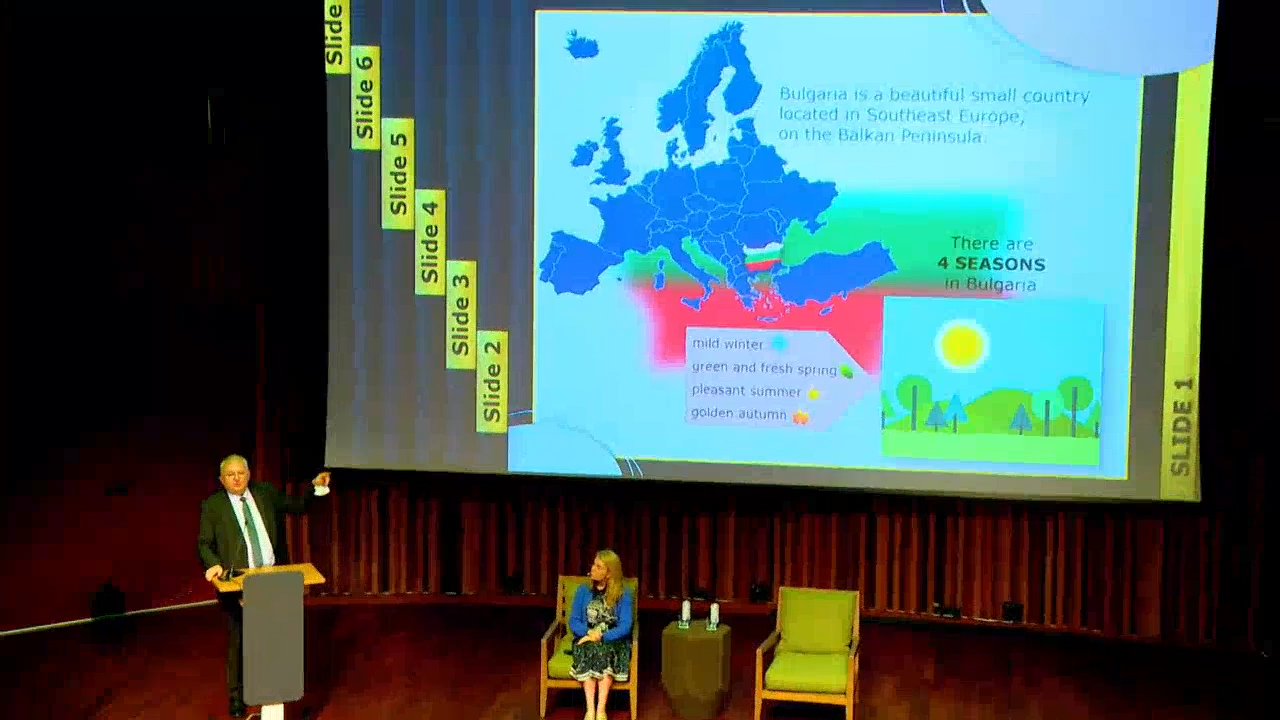 Slide
Slide 6
Slide 5
Slide 4
Slide 3
Slide 2
Bulgaria is a beautiful small country
located in Southeast Europe,
on the Balkan Peninsula.
There are
4 SEASONS
in Bulgaria
mild winter
green and fresh spring
pleasant summer
golden autumn
SLIDE 1